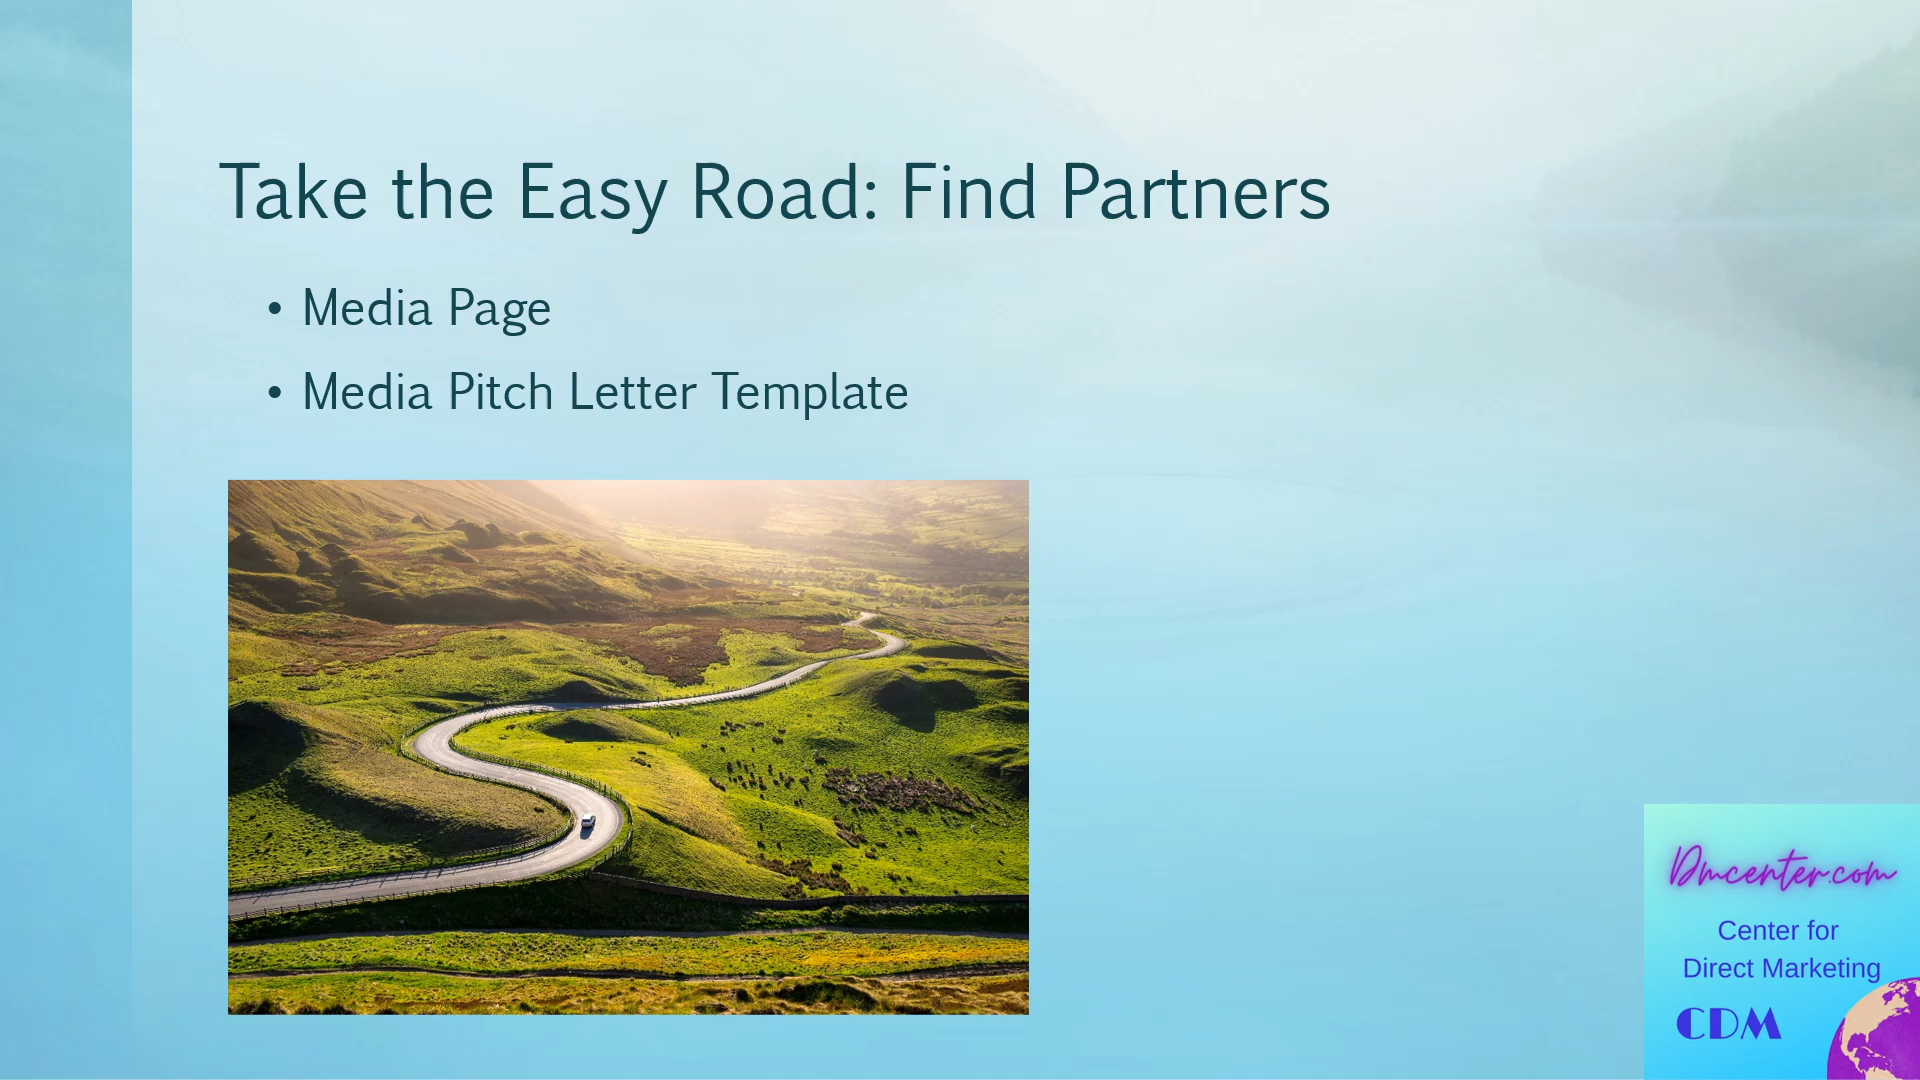 Take the Easy Road: Find Partners
• Media Page
• Media Pitch Letter Template
Dmcenter.com
Center for
Direct Marketing
CDM